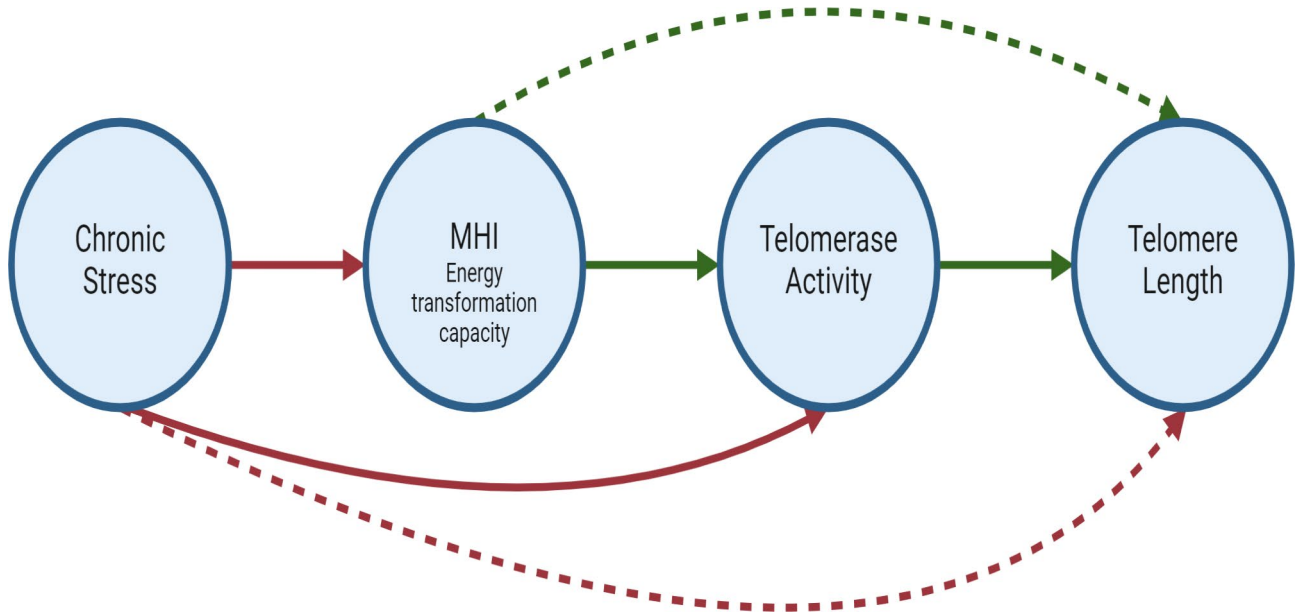 Chronic
Stress
MHI
Energy
transformation
capacity
Telomerase
Activity
Telomere
Length